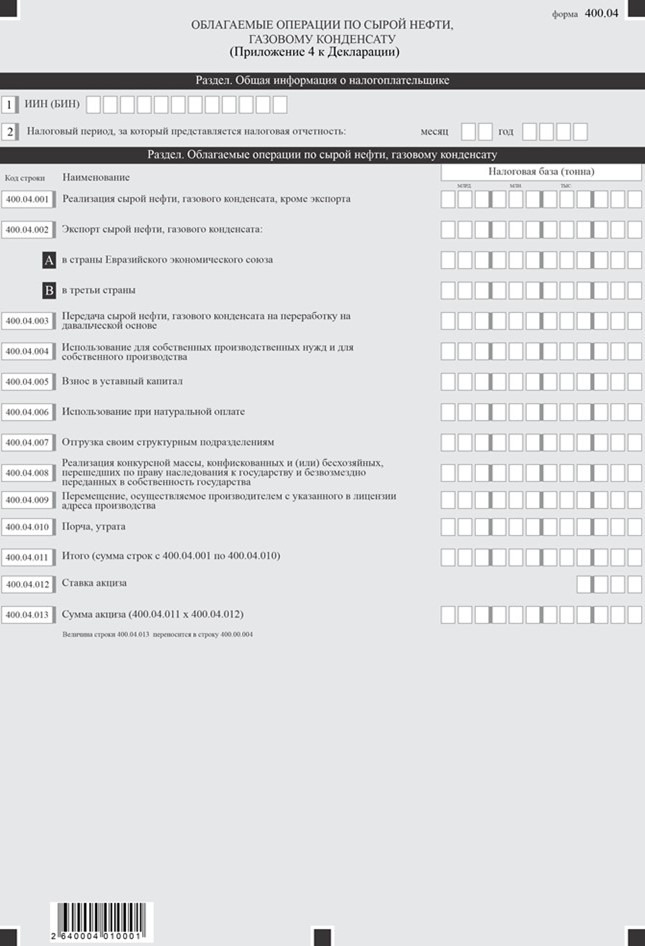 форма 400.04
ОБЛАГАЕМЫЕ ОПЕРАЦИИ ПО СЫРОЙ НЕФТИ,
ГАЗОВОМУ КОНДЕНСАТУ
(Приложение 4 к Декларации)
Раздел. Общая информация о налогоплательщике
1 ИИН (БИН)
2 Налоговый период, за который представляется налоговая отчетность: месяц год
Раздел. Облагаемые операции по сырой нефти, газовому конденсату
Код строки Наименование Налоговая база (тонна)
млрд млн тыс
400.04.001 Реализация сырой нефти, газового конденсата, кроме экспорта
400.04.002 Экспорт сырой нефти, газового конденсата:
A в страны Евразийского экономического союза
B в третьи страны
400.04.003 Передача сырой нефти, газового конденсата на переработку на
давальческой основе
400.04.004 Использование для собственных производственных нужд и для
собственного производства
400.04.005 Взнос в уставный капитал
400.04.006 Использование при натуральной оплате
400.04.007 Отгрузка своим структурным подразделениям
400.04.008 Реализация конкурсной массы, конфискованных и (или) бесхозяйных,
перешедших по праву наследования к государству и безвозмездно
переданных в собственность государства
400.04.009 Перемещение, осуществляемое производителем с указанного в лицензии
адреса производства
400.04.010 Порча, утрата
400.04.011 Итого (сумма строк с 400.04.001 по 400.04.010)
400.04.012 Ставка акциза
400.04.013 Сумма акциза (400.04.011 х 400.04.012)
Величина строки 400.04.013 переносится в строку 400.00.004
2 640004 010001